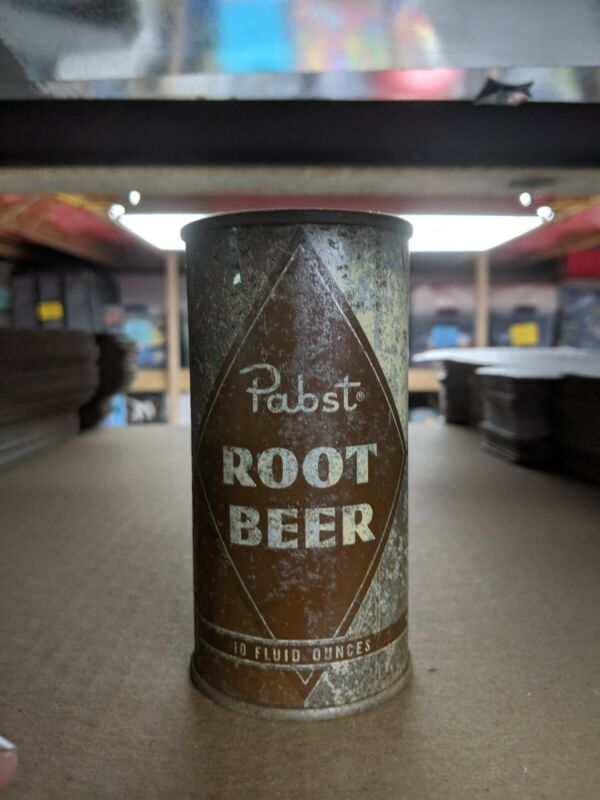 Pabst®
ROOT
BEER
10 FLUID OUNCES